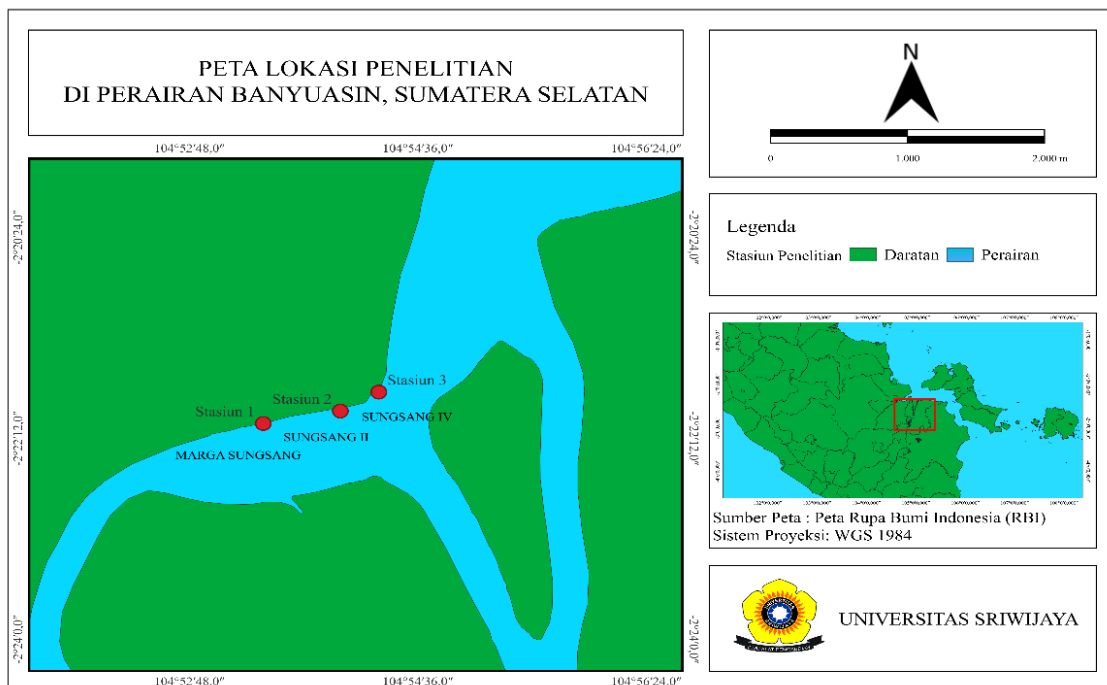 PETA LOKASI PENELITIAN
DI PERAIRAN BANYUASIN, SUMATERA SELATAN
104°52'48,0" 104°54'36,0" 104°56'24,0"
-2°20'24,0" -2°20'24,0"
-2°22'12,0" -2°22'12,0"
-2°24'0,0" -2°24'0,0"
Stasiun 3
Stasiun 2
Stasiun 1
SUNGSANG IV
SUNGSANG II
MARGA SUNGSANG
104°52'48,0" 104°54'36,0" 104°56'24,0"
N
0 1.000 2.000 m
Legenda
Stasiun Penelitian Daratan Perairan
Sumber Peta : Peta Rupa Bumi Indonesia (RBI)
Sistem Proyeksi: WGS 1984
UNIVERSITAS SRIWIJAYA